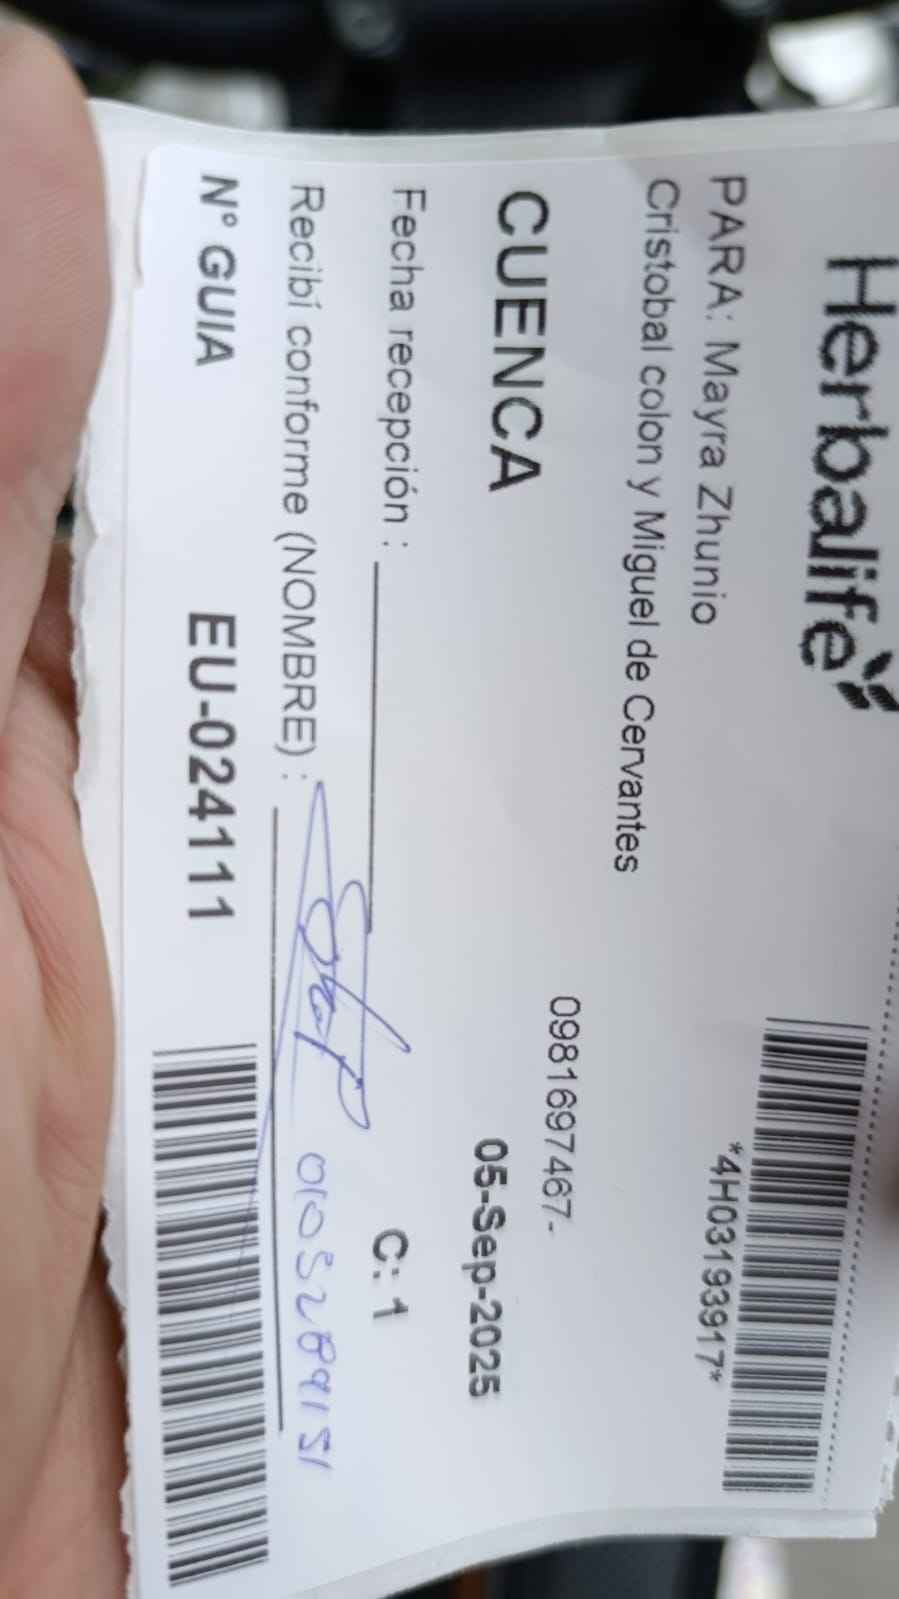 Herbalife
*4H03193917*
PARA: Mayra Zhunio
Cristobal colon y Miguel de Cervantes
0981697467-
CUENCA
05-Sep-2025
Fecha recepción :
C: 1
Recibí conforme (NOMBRE) :
N° GUIA EU-024111